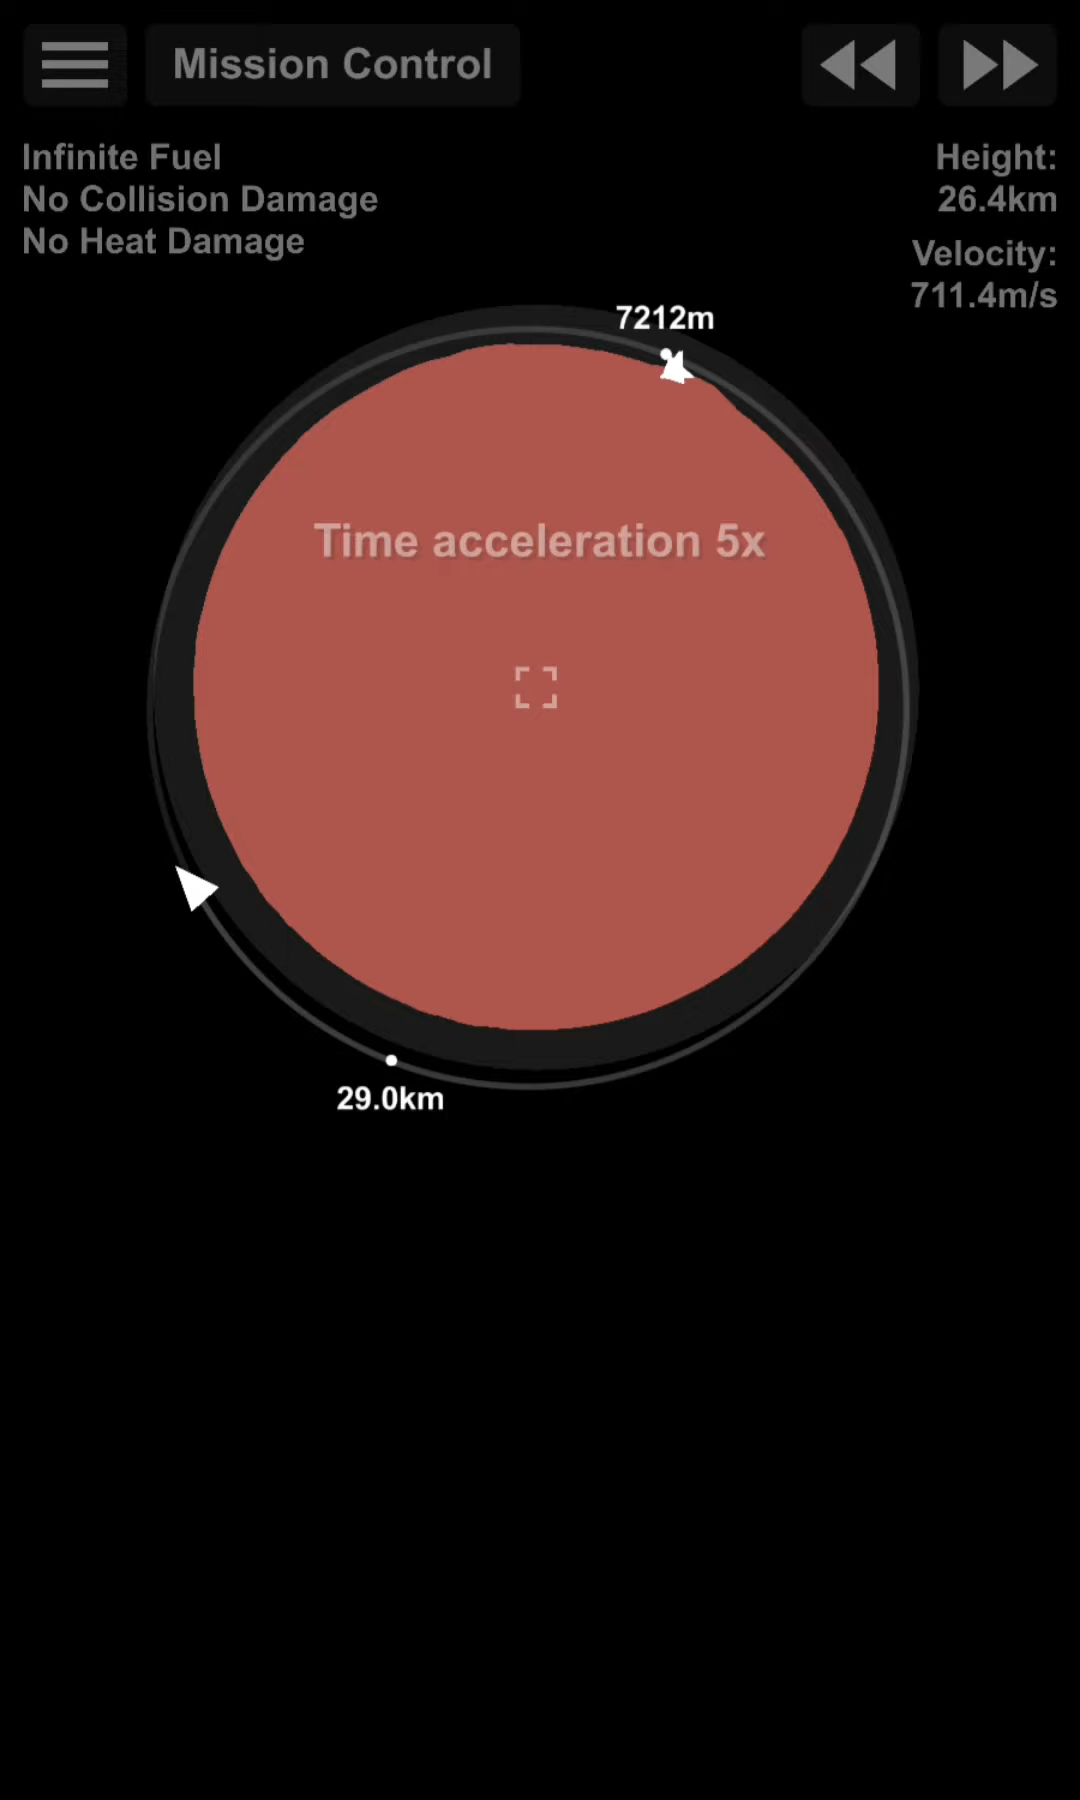 Mission Control
Infinite Fuel
No Collision Damage
No Heat Damage
Height:
26.4km
Velocity:
711.4m/s
7212m
Time acceleration 5x
29.0km